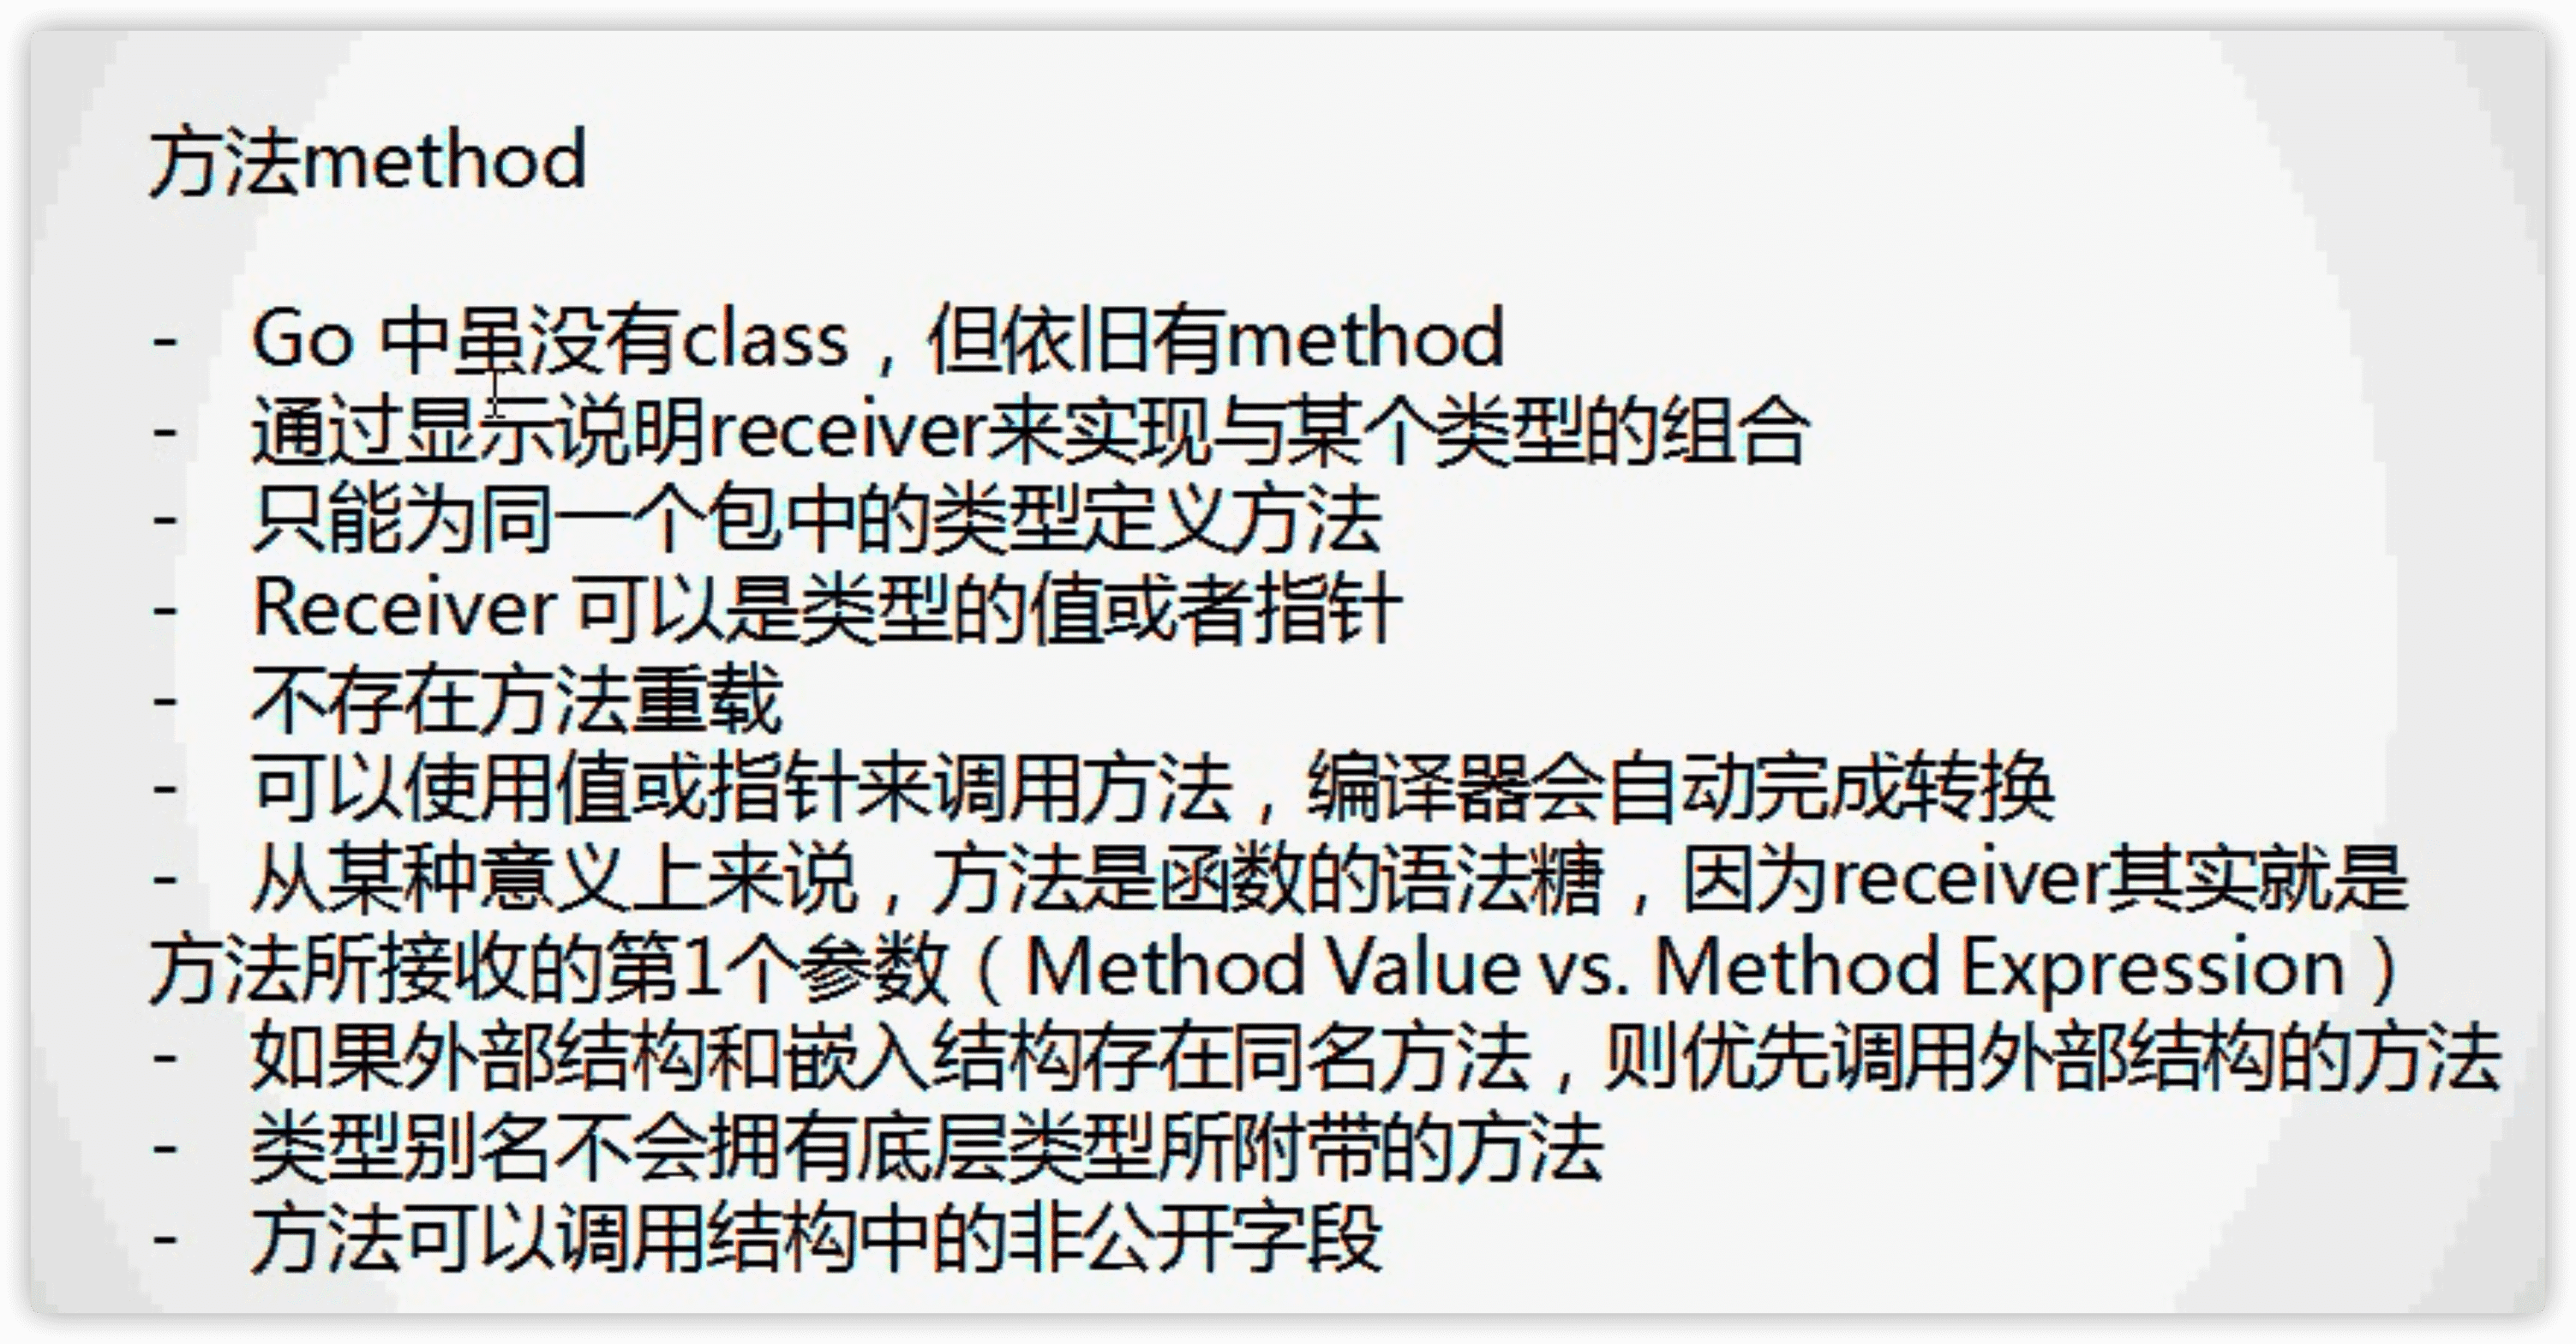 方法method
- Go 中虽没有class，但依旧有method
- 通过显示说明receiver来实现与某个类型的组合
- 只能为同一个包中的类型定义方法
- Receiver 可以是类型的值或者指针
- 不存在方法重载
- 可以使用值或指针来调用方法，编译器会自动完成转换
- 从某种意义上来说，方法是函数的语法糖，因为receiver其实就是
方法所接收的第1个参数（Method Value vs. Method Expression）
- 如果外部结构和嵌入结构存在同名方法，则优先调用外部结构的方法
- 类型别名不会拥有底层类型所附带的方法
- 方法可以调用结构中的非公开字段